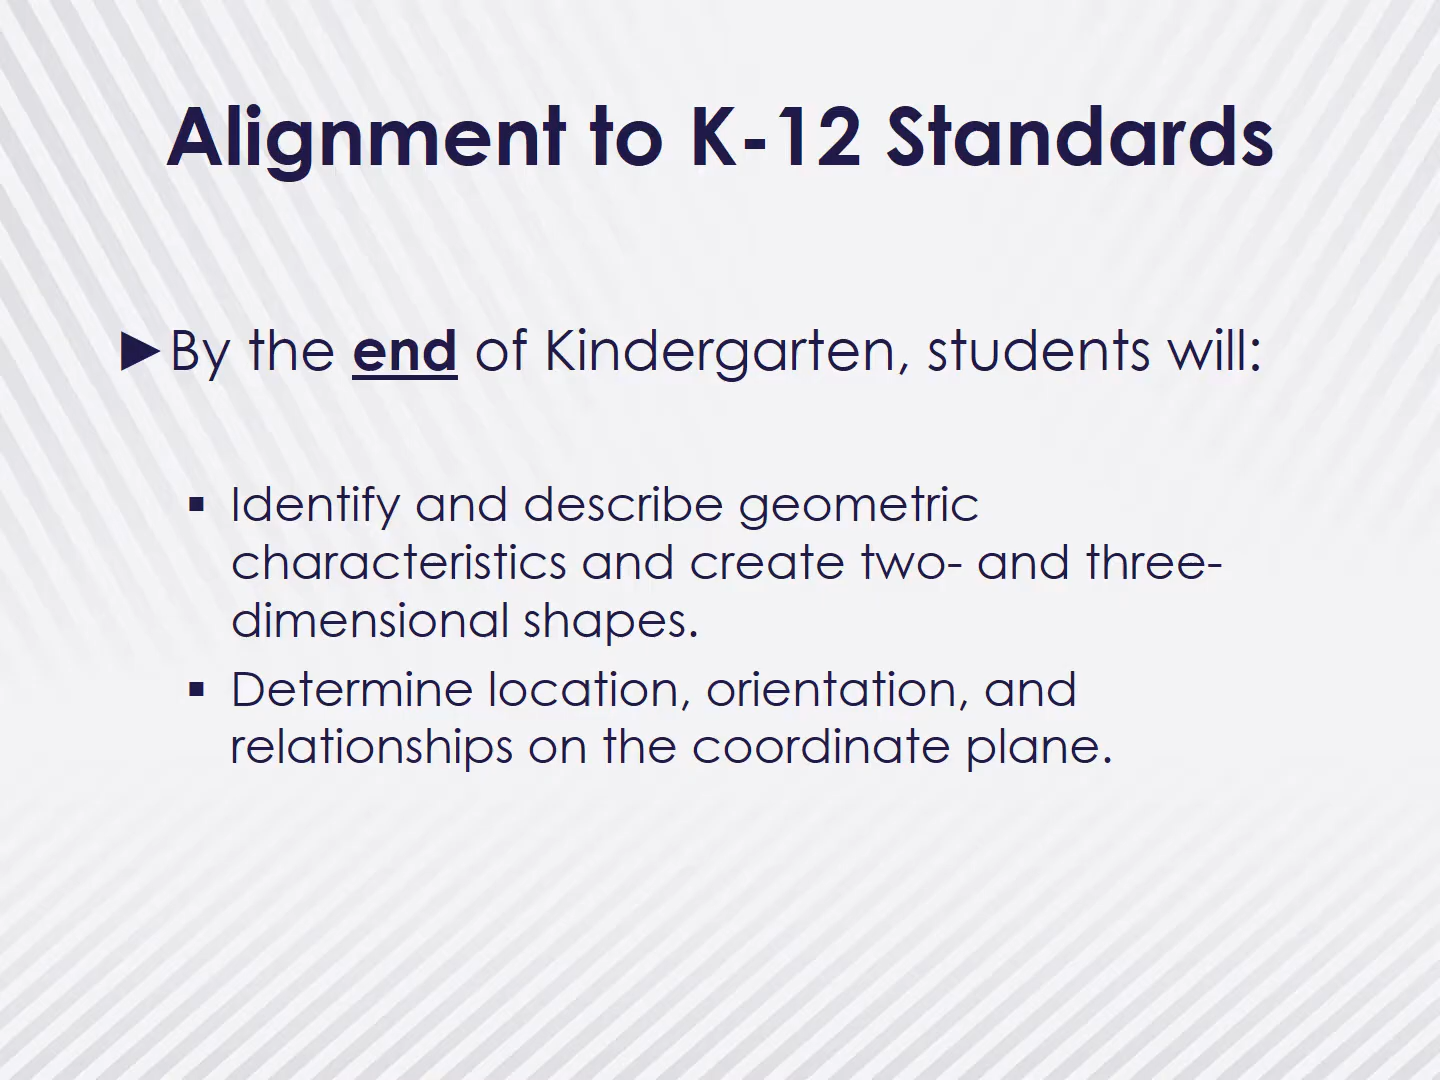 Alignment to K-12 Standards
►By the end of Kindergarten, students will:
▪ Identify and describe geometric
characteristics and create two- and three-
dimensional shapes.
▪ Determine location, orientation, and
relationships on the coordinate plane.